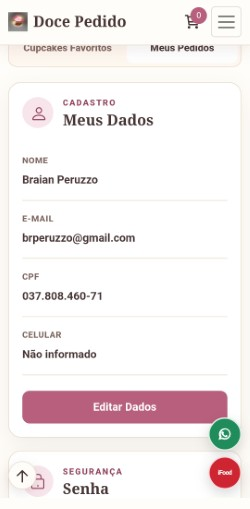 Doce Pedido
0
Cupcakes Favoritos
Meus Pedidos
CADASTRO
Meus Dados
NOME
Braian Peruzzo
E-MAIL
brperuzzo@gmail.com
CPF
037.808.460-71
CELULAR
Não informado
Editar Dados
iFood
SEGURANÇA
Senha